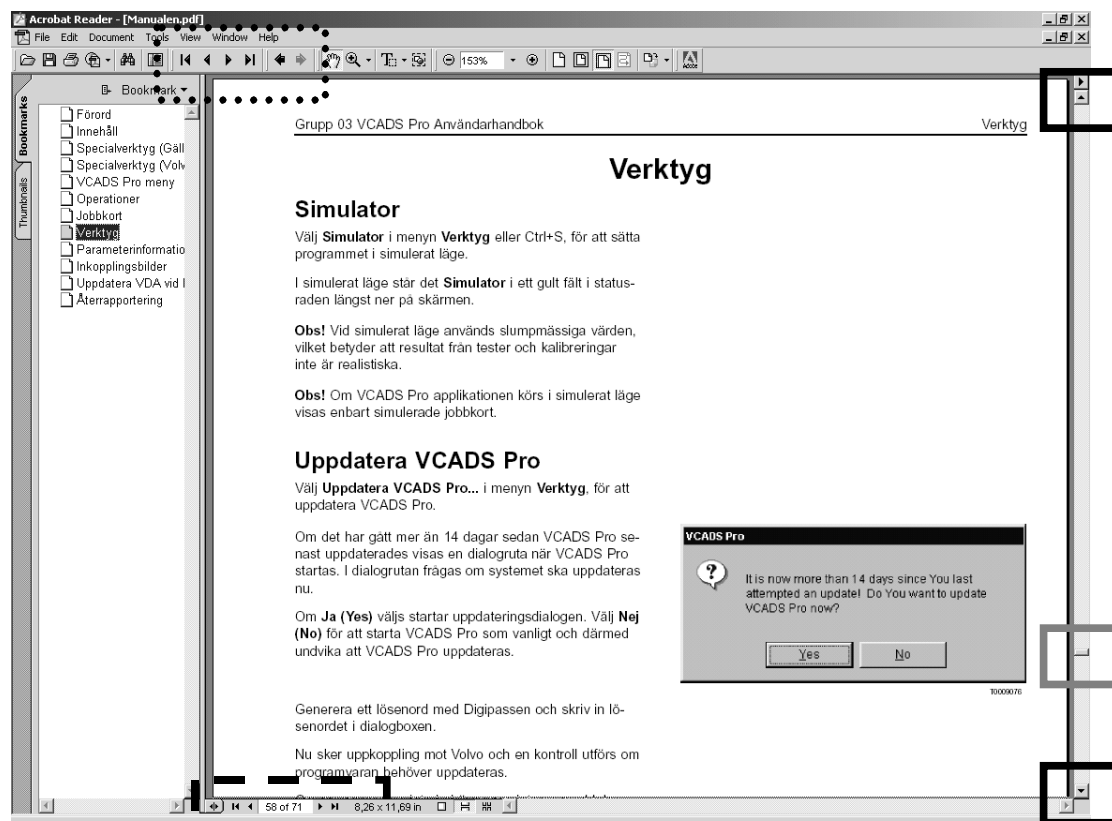 Acrobat Reader - [Manualen.pdf]
File Edit Document Tools View Window Help
153%
Adobe
Bookmarks
Thumbnails
Bookmark
Förord
Innehåll
Specialverktyg (Gäll
Specialverktyg (Volv
VCADS Pro meny
Operationer
Jobbkort
Verktyg
Parameterinformatio
Inkopplingsbilder
Uppdatera VDA vid l
Återrapportering
Grupp 03 VCADS Pro Användarhandbok Verktyg
Verktyg
Simulator
Välj Simulator i menyn Verktyg eller Ctrl+S, för att sätta
programmet i simulerat läge.
I simulerat läge står det Simulator i ett gult fält i status-
raden längst ner på skärmen.
Obs! Vid simulerat läge används slumpmässiga värden,
vilket betyder att resultat från tester och kalibreringar
inte är realistiska.
Obs! Om VCADS Pro applikationen körs i simulerat läge
visas enbart simulerade jobbkort.
Uppdatera VCADS Pro
Välj Uppdatera VCADS Pro... i menyn Verktyg, för att
uppdatera VCADS Pro.
Om det har gått mer än 14 dagar sedan VCADS Pro se-
nast uppdaterades visas en dialogruta när VCADS Pro
startas. I dialogrutan frågas om systemet ska uppdateras
nu.
Om Ja (Yes) väljs startar uppdateringsdialogen. Välj Nej
(No) för att starta VCADS Pro som vanligt och därmed
undvika att VCADS Pro uppdateras.
VCADS Pro
It is now more than 14 days since You last
attempted an update! Do You want to update
VCADS Pro now?
Yes No
T0009076
Generera ett lösenord med Digipassen och skriv in lö-
senordet i dialogboxen.
Nu sker uppkoppling mot Volvo och en kontroll utförs om
programvaran behöver uppdateras.
58 of 71 8,26 x 11,69 in